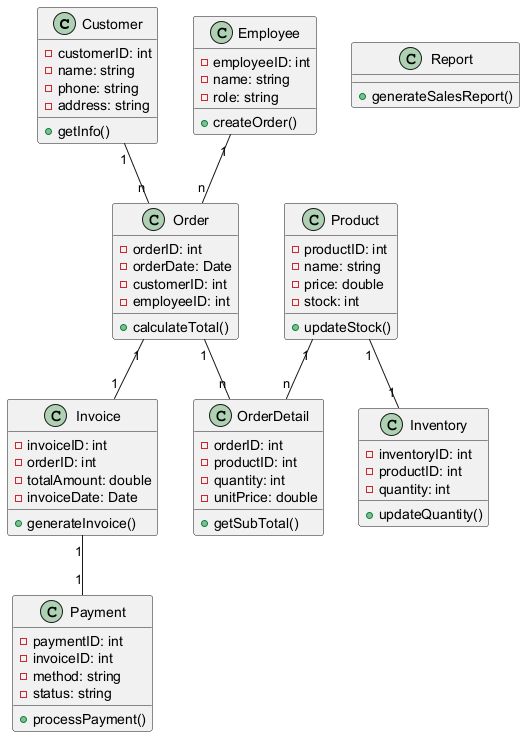 C Customer
customerID: int
name: string
phone: string
address: string
getInfo()
C Employee
employeeID: int
name: string
role: string
createOrder()
C Report
generateSalesReport()
1
n
1
n
C Order
orderID: int
orderDate: Date
customerID: int
employeeID: int
calculateTotal()
C Product
productID: int
name: string
price: double
stock: int
updateStock()
1
1
1
n
1
n
1
1
C Invoice
invoiceID: int
orderID: int
totalAmount: double
invoiceDate: Date
generateInvoice()
C OrderDetail
orderID: int
productID: int
quantity: int
unitPrice: double
getSubTotal()
C Inventory
inventoryID: int
productID: int
quantity: int
updateQuantity()
1
1
C Payment
paymentID: int
invoiceID: int
method: string
status: string
processPayment()